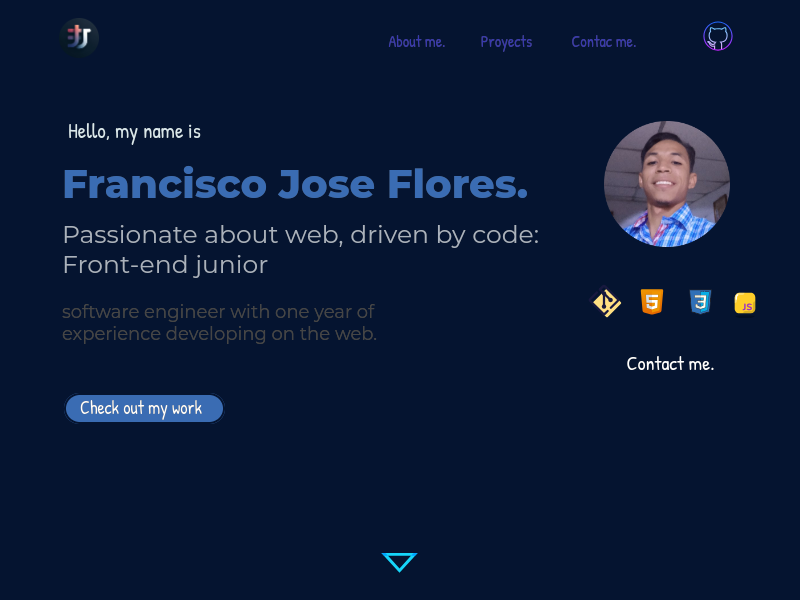 About me.
Proyects
Contac me.
Hello, my name is
Francisco Jose Flores.
Passionate about web, driven by code:
Front-end junior
software engineer with one year of
experience developing on the web.
5
3
JS
Contact me.
Check out my work